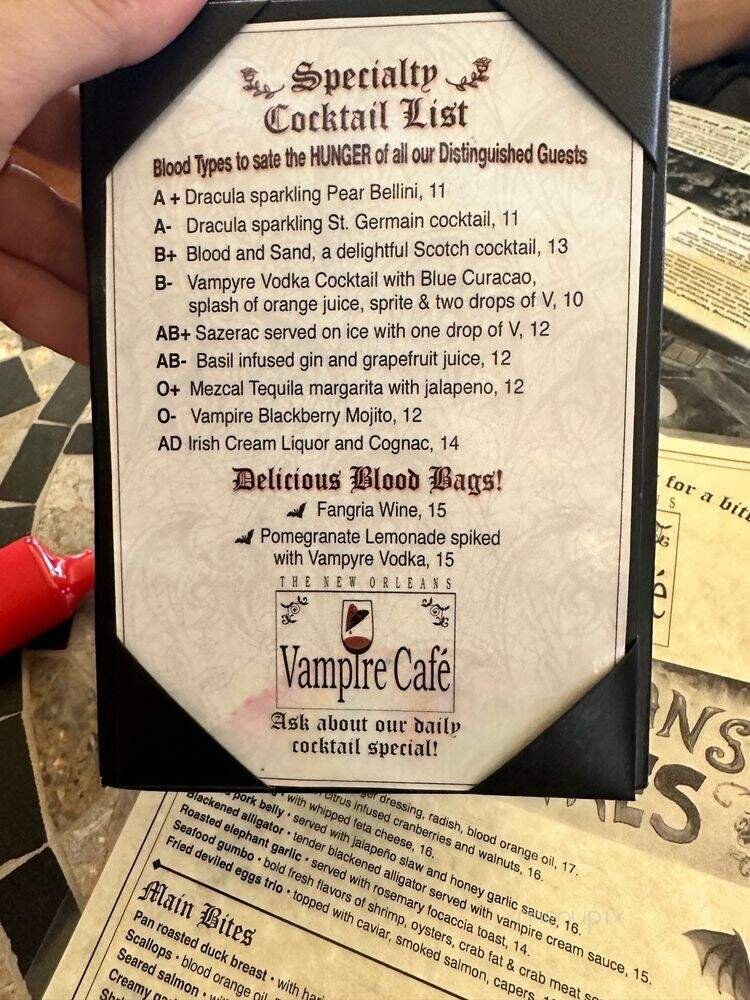 Specialty
Cocktail List
Blood Types to sate the HUNGER of all our Distinguished Guests
A + Dracula sparkling Pear Bellini, 11
A- Dracula sparkling St. Germain cocktail, 11
B+ Blood and Sand, a delightful Scotch cocktail, 13
B- Vampyre Vodka Cocktail with Blue Curacao,
splash of orange juice, sprite & two drops of V, 10
AB+ Sazerac served on ice with one drop of V, 12
AB- Basil infused gin and grapefruit juice, 12
O+ Mezcal Tequila margarita with jalapeno, 12
O- Vampire Blackberry Mojito, 12
AD Irish Cream Liquor and Cognac, 14
Delicious Blood Bags!
Fangria Wine, 15
Pomegranate Lemonade spiked
with Vampyre Vodka, 15
THE NEW ORLEANS
VampIre Café
Ask about our daily
cocktail special!
for a bite
dressing, radish, blood orange oil, 17.
with whipped feta cheese, 16. citrus infused cranberries and walnuts, 16.
pork belly • served with jalapeño slaw and honey garlic sauce, 16.
Blackened alligator • tender blackened alligator served with vampire cream sauce, 16.
Roasted elephant garlic • served with rosemary focaccia toast, 14.
Seafood gumbo • bold fresh flavors of shrimp, oysters, crab fat & crab meat 15.
Fried deviled eggs trio • topped with caviar, smoked salmon, capers,
Main Bites
Pan roasted duck breast • with
Scallops • blood orange oil,
Seared salmon •
Creamy